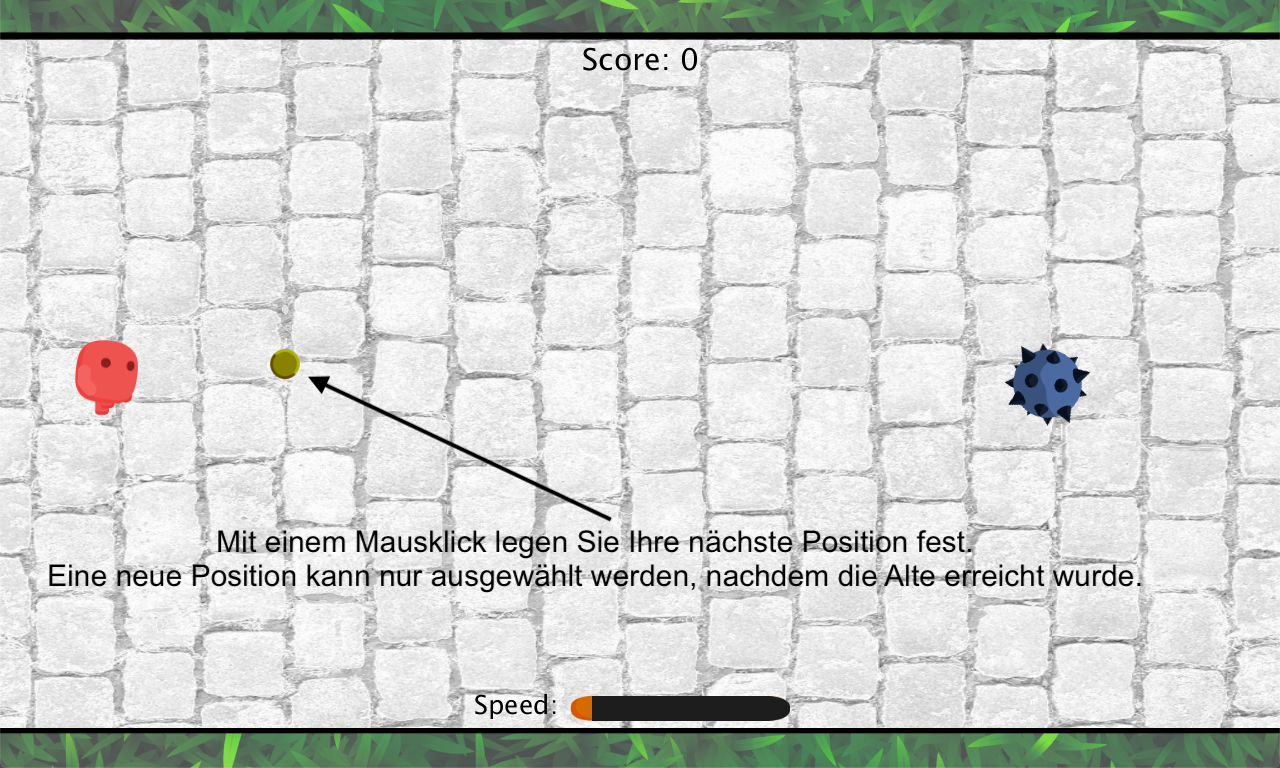 Score: 0
Mit einem Mausklick legen Sie Ihre nächste Position fest.
Eine neue Position kann nur ausgewählt werden, nachdem die Alte erreicht wurde.
Speed: